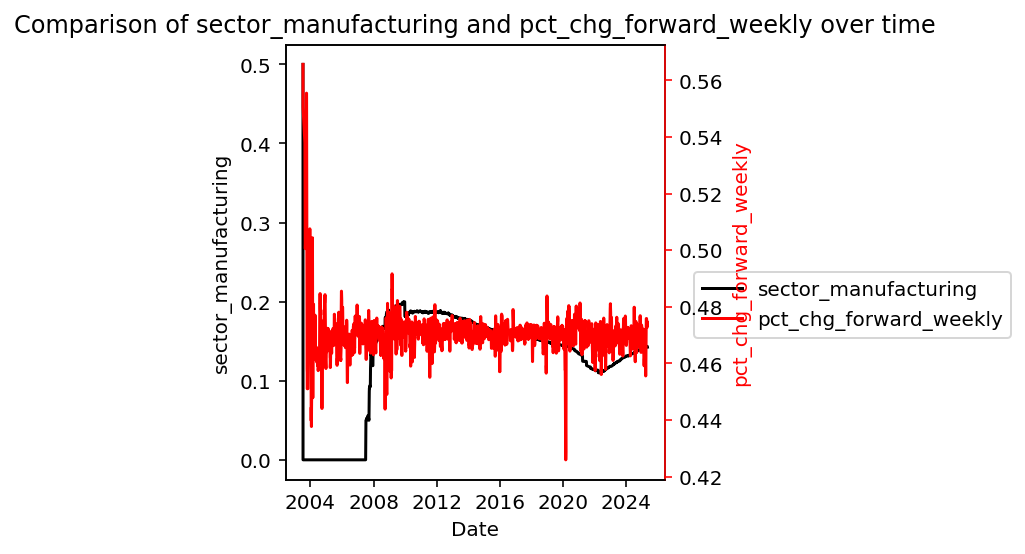 Comparison of sector_manufacturing and pct_chg_forward_weekly over time
0.5
0.4
0.3
0.2
0.1
0.0
sector_manufacturing
0.56
0.54
0.52
0.50
0.48
0.46
0.44
0.42
pct_chg_forward_weekly
sector_manufacturing
pct_chg_forward_weekly
2004 2008 2012 2016 2020 2024
Date